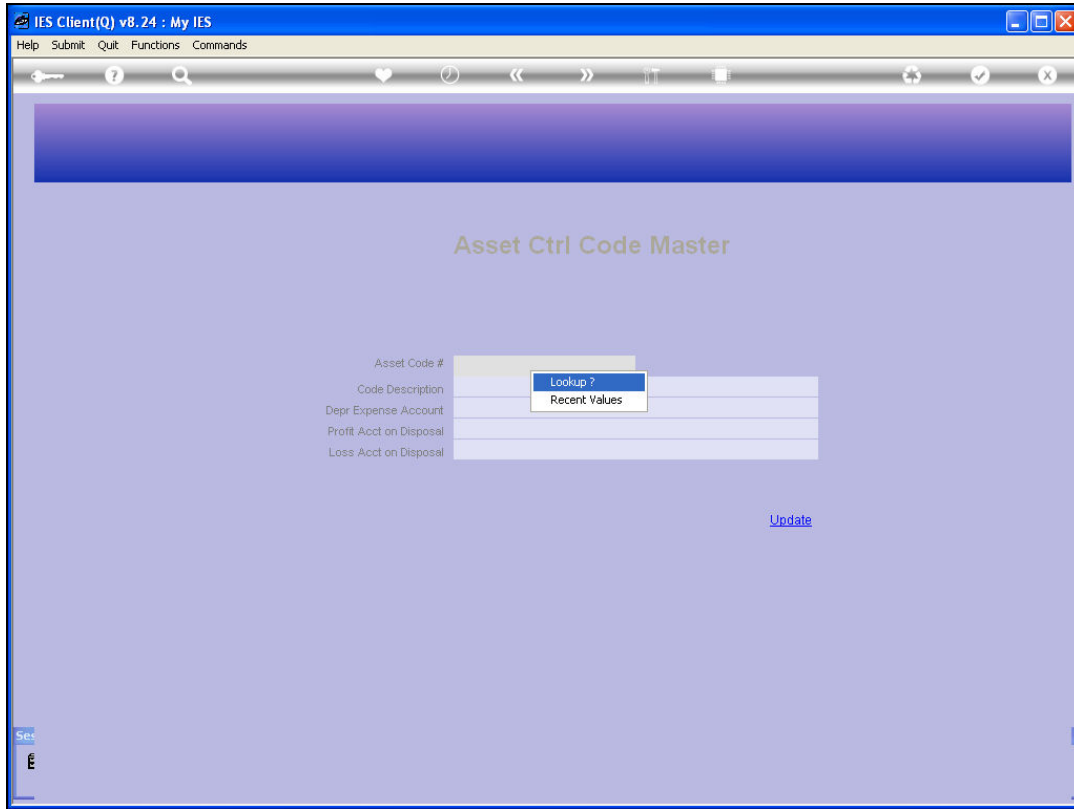 IES Client(Q) v8.24 : My IES
Help Submit Quit Functions Commands
Asset Ctrl Code Master
Asset Code #
Lookup ?
Code Description
Recent Values
Depr Expense Account
Profit Acct on Disposal
Loss Acct on Disposal
Update
Ses